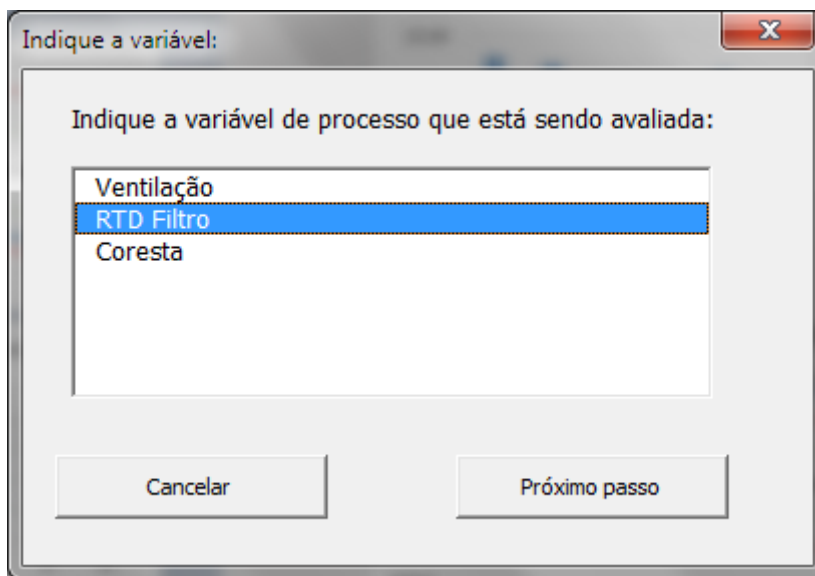 Indique a variável:
Indique a variável de processo que está sendo avaliada:
Ventilação
RTD Filtro
Coresta
Cancelar
Próximo passo